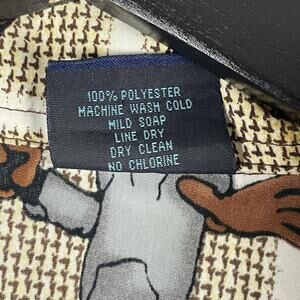 100% POLYESTER
MACHINE WASH COLD
MILD SOAP
LINE DRY
DRY CLEAN
NO CHLORINE